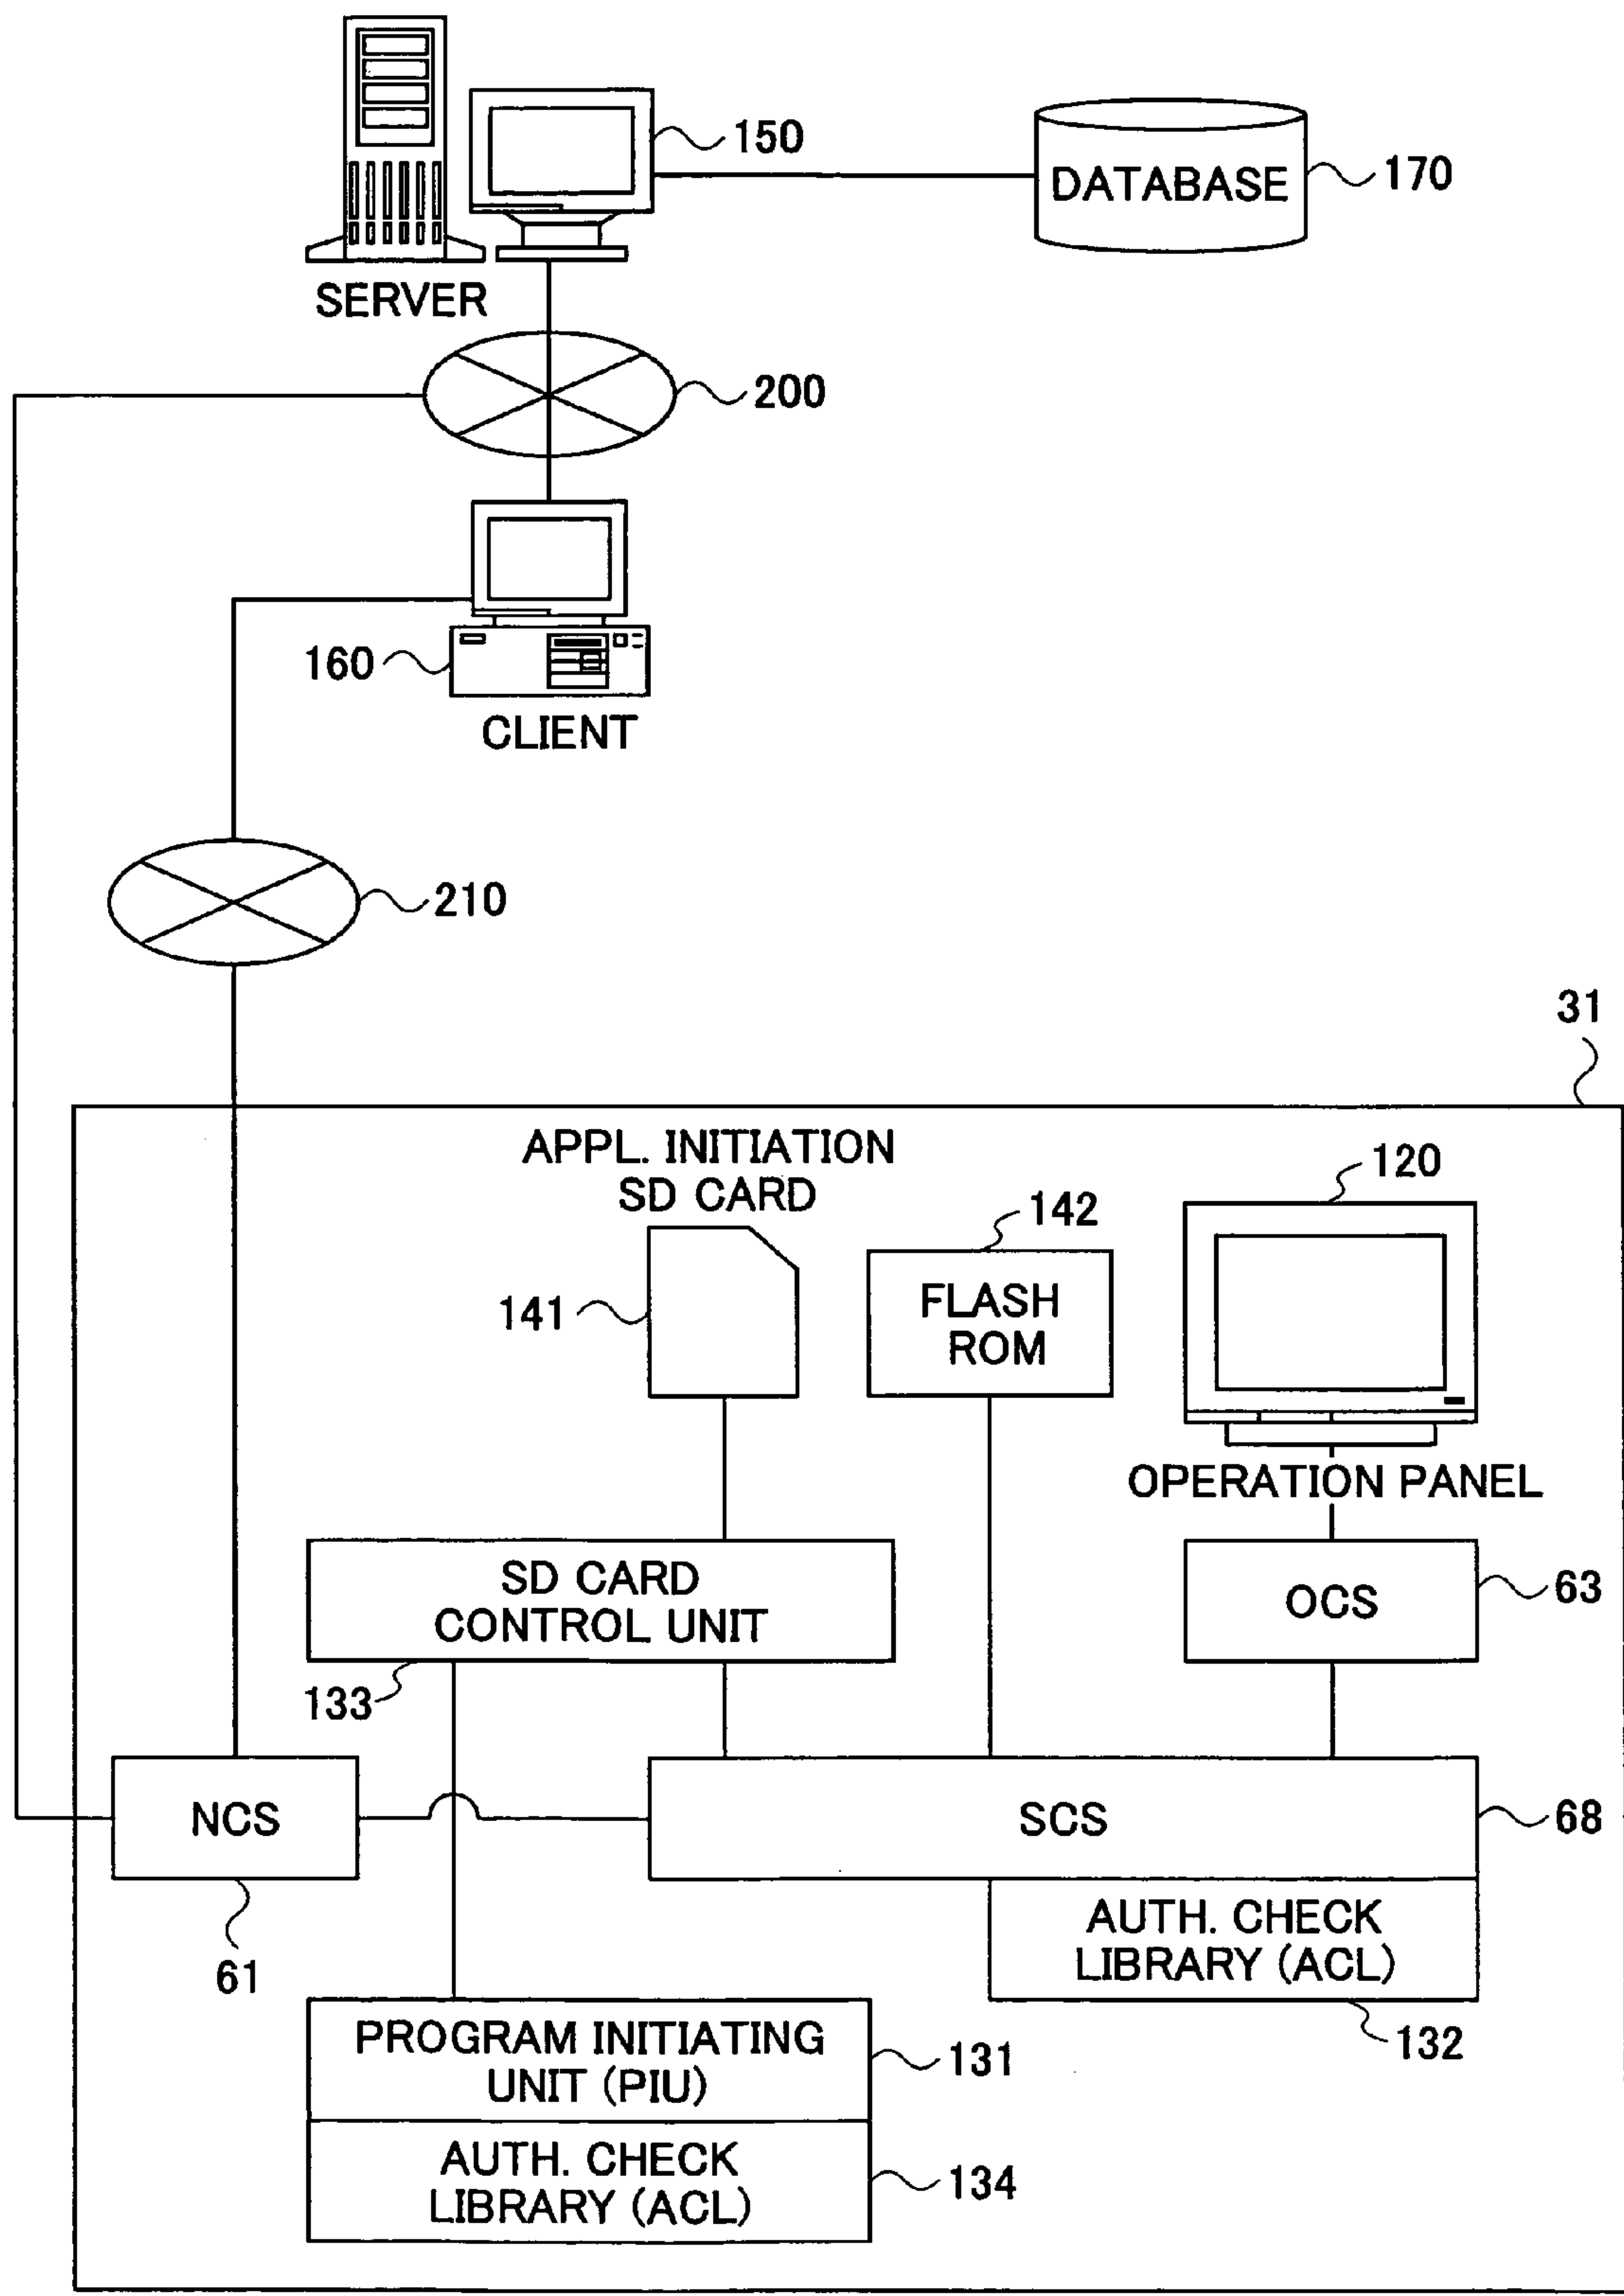 150
DATABASE
170
SERVER
200
160
CLIENT
210
31
APPL. INITIATION
SD CARD
120
142
141
FLASH
ROM
OPERATION PANEL
SD CARD
CONTROL UNIT
OCS
63
133
NCS
SCS
68
61
AUTH. CHECK
LIBRARY (ACL)
132
PROGRAM INITIATING
UNIT (PIU)
131
AUTH. CHECK
LIBRARY (ACL)
134